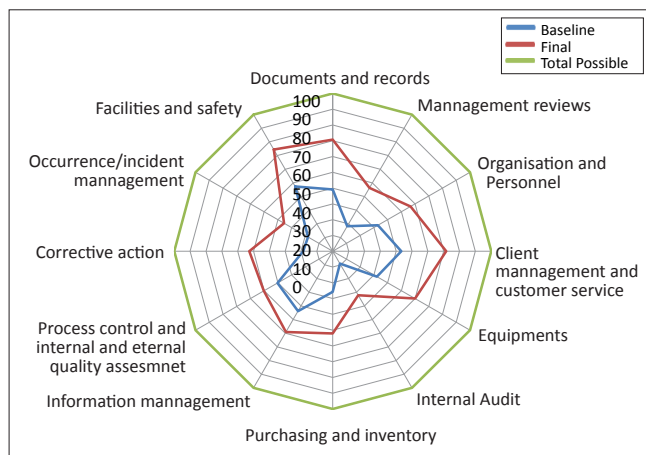 Baseline
Final
Total Possible
Documents and records
Mannagement reviews
Organisation and
Personnel
Client
management and
customer service
Equipments
Internal Audit
Purchasing and inventory
Information management
Process control and
internal and eternal
quality assesmnet
Corrective action
Occurrence/incident
mannagement
Facilities and safety
100
90
80
70
60
50
40
30
20
10
0